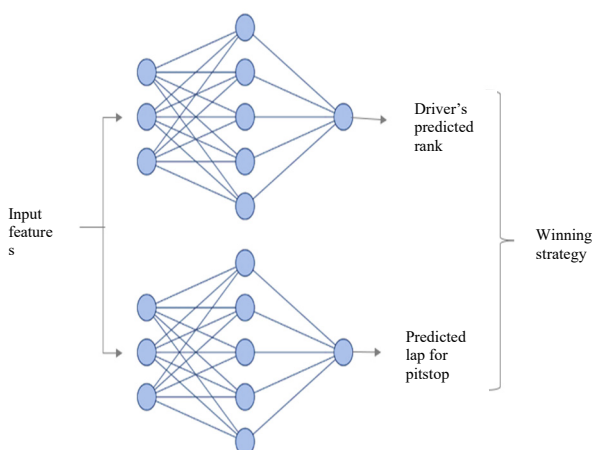 Driver’s
predicted
rank
Input
feature
s
Winning
strategy
Predicted
lap for
pitstop